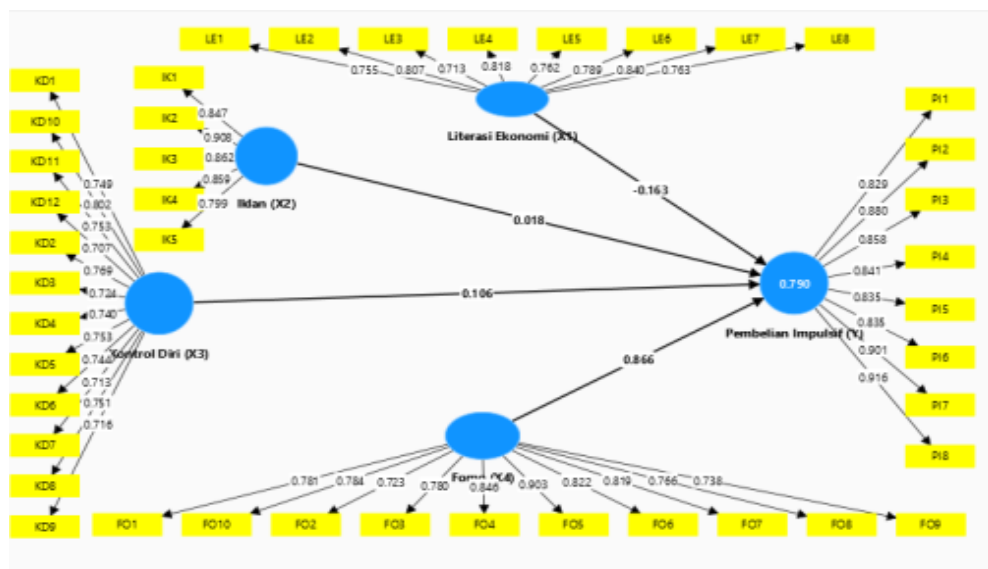 LE1 LE2 LE3 LE4 LE5 LE6 LE7 LE8
0.755 0.807 0.713 0.818 0.762 0.789 0.840 0.763
Literasi Ekonomi (X1)
IK1
IK2
IK3
IK4
IK5
0.847
0.908
0.862
0.859
0.799
Iklan (X2)
KD1
KD10
KD11
KD12
KD2
KD3
KD4
KD5
KD6
KD7
KD8
KD9
0.749
0.802
0.753
0.707
0.769
0.724
0.740
0.753
0.744
0.713
0.751
0.716
Kontrol Diri (X3)
-0.163
0.018
0.106
0.866
0.790
Pembelian Impulsif (Y)
PI1
PI2
PI3
PI4
PI5
PI6
PI7
PI8
0.829
0.880
0.858
0.841
0.835
0.835
0.901
0.916
Fomo (X4)
0.781 0.784 0.723 0.780 0.846 0.903 0.822 0.819 0.766 0.738
FO1 FO10 FO2 FO3 FO4 FO5 FO6 FO7 FO8 FO9